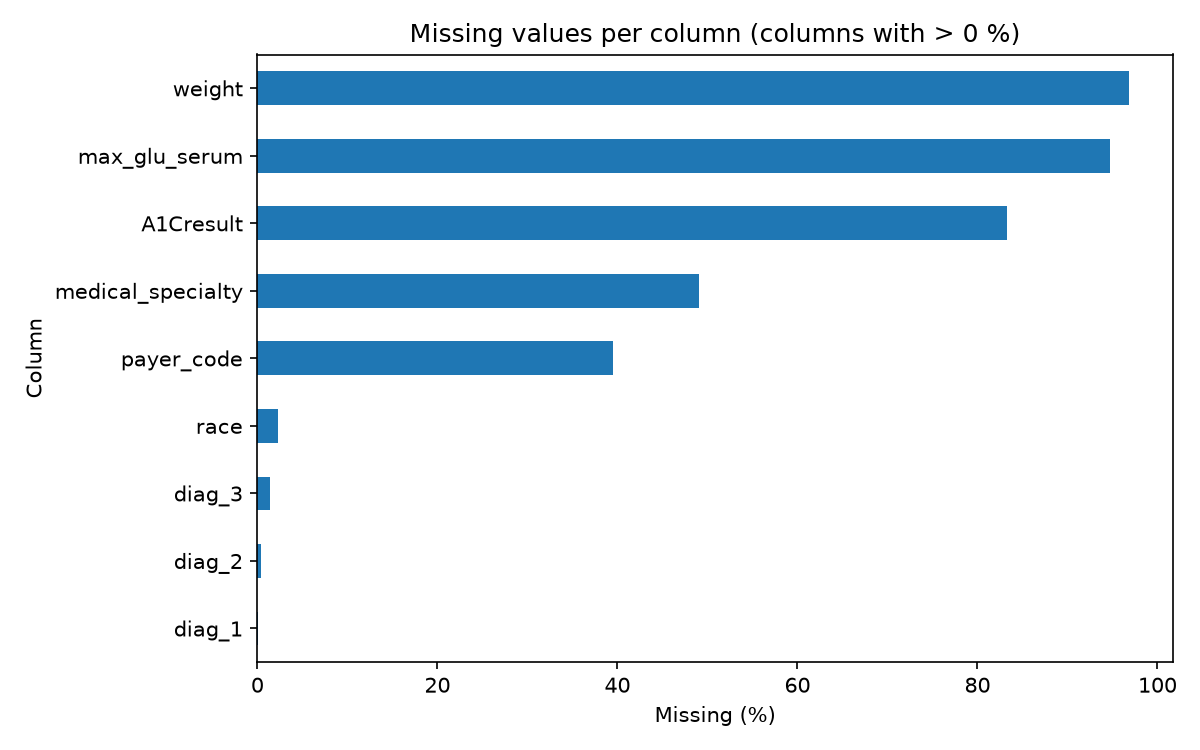 Missing values per column (columns with > 0 %)
weight
max_glu_serum
A1Cresult
medical_specialty
payer_code
race
diag_3
diag_2
diag_1
Column
0 20 40 60 80 100
Missing (%)